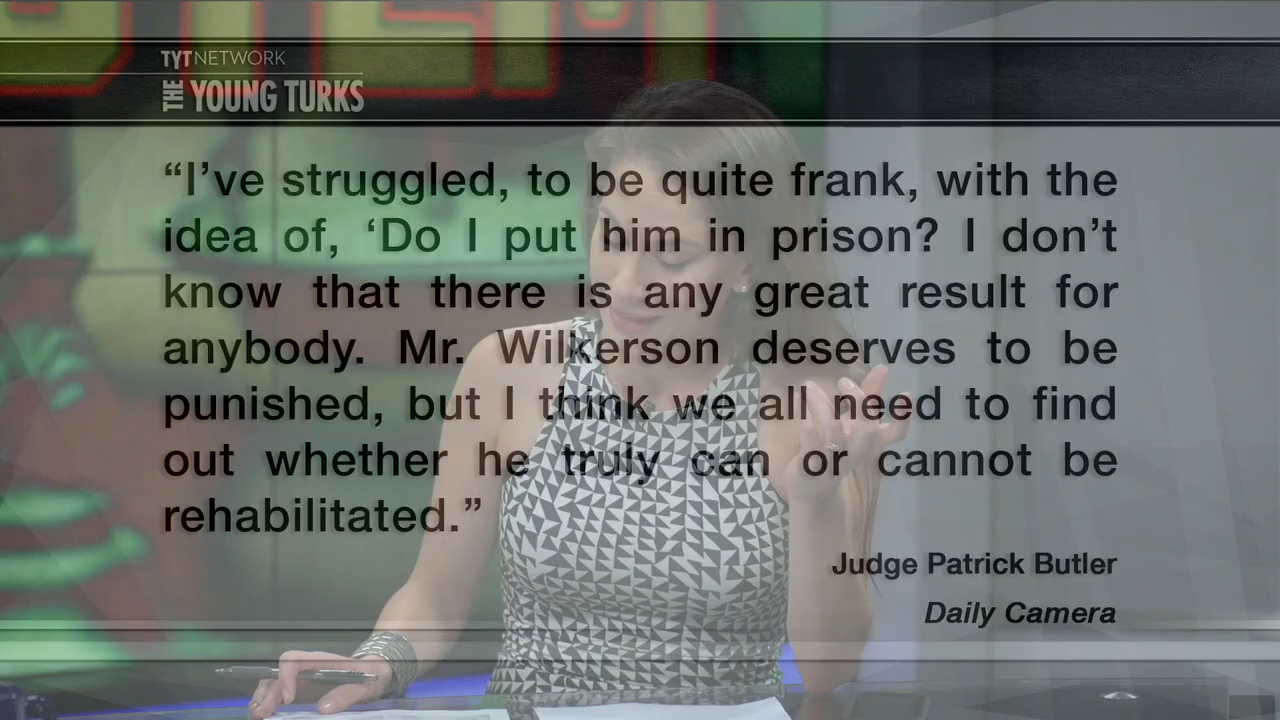 TYT NETWORK
THE YOUNG TURKS
“I’ve struggled, to be quite frank, with the
idea of, ‘Do I put him in prison? I don’t
know that there is any great result for
anybody. Mr. Wilkerson deserves to be
punished, but I think we all need to find
out whether he truly can or cannot be
rehabilitated.”
Judge Patrick Butler
Daily Camera